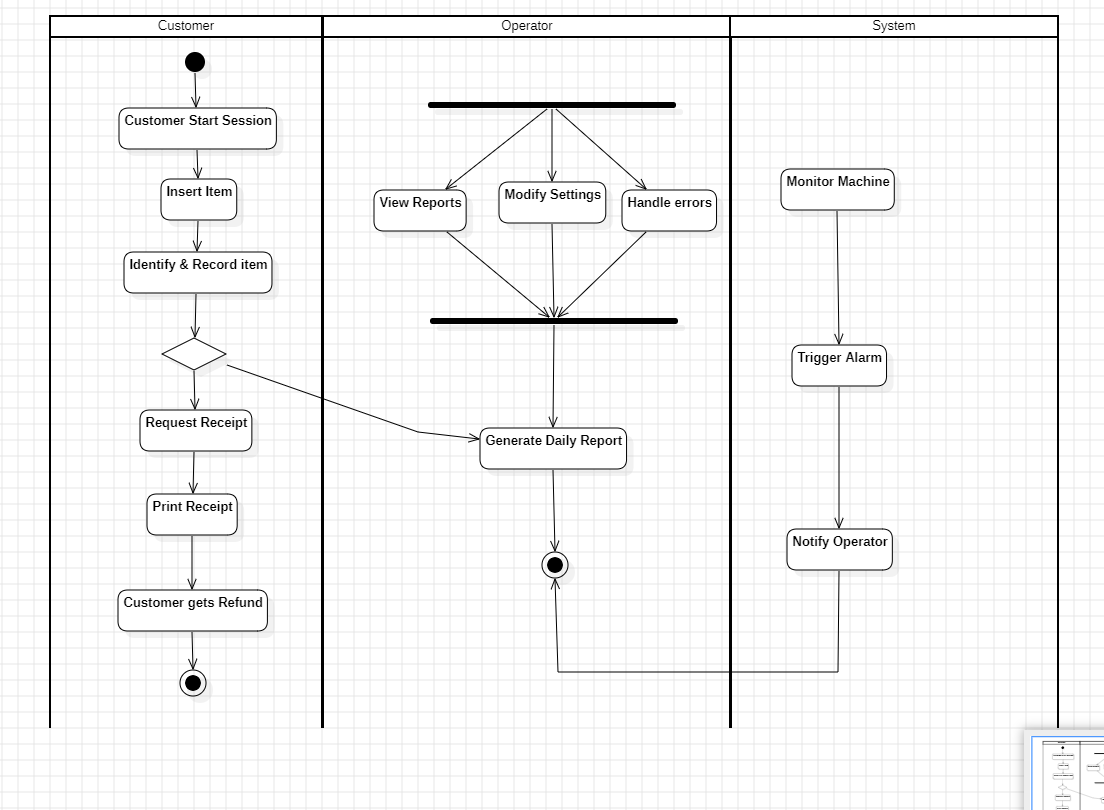 Customer
Operator
System
Customer Start Session
Insert Item
Identify & Record item
Request Receipt
Print Receipt
Customer gets Refund
View Reports
Modify Settings
Handle errors
Generate Daily Report
Monitor Machine
Trigger Alarm
Notify Operator